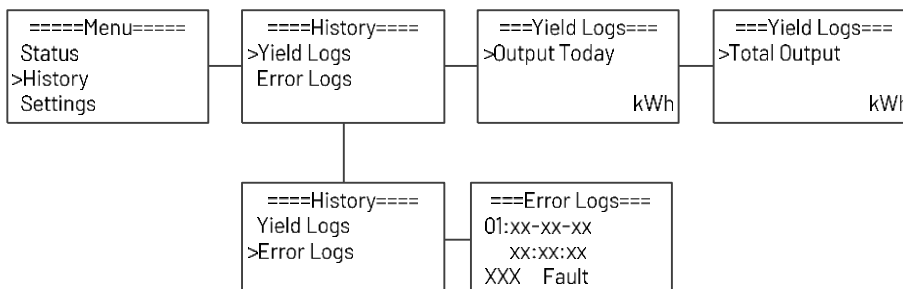 =====Menu=====
Status
>History
Settings
====History====
>Yield Logs
Error Logs
===Yield Logs===
>Output Today
kWh
===Yield Logs===
>Total Output
kWh
====History====
Yield Logs
>Error Logs
===Error Logs===
01:xx-xx-xx
xx:xx:xx
XXX Fault